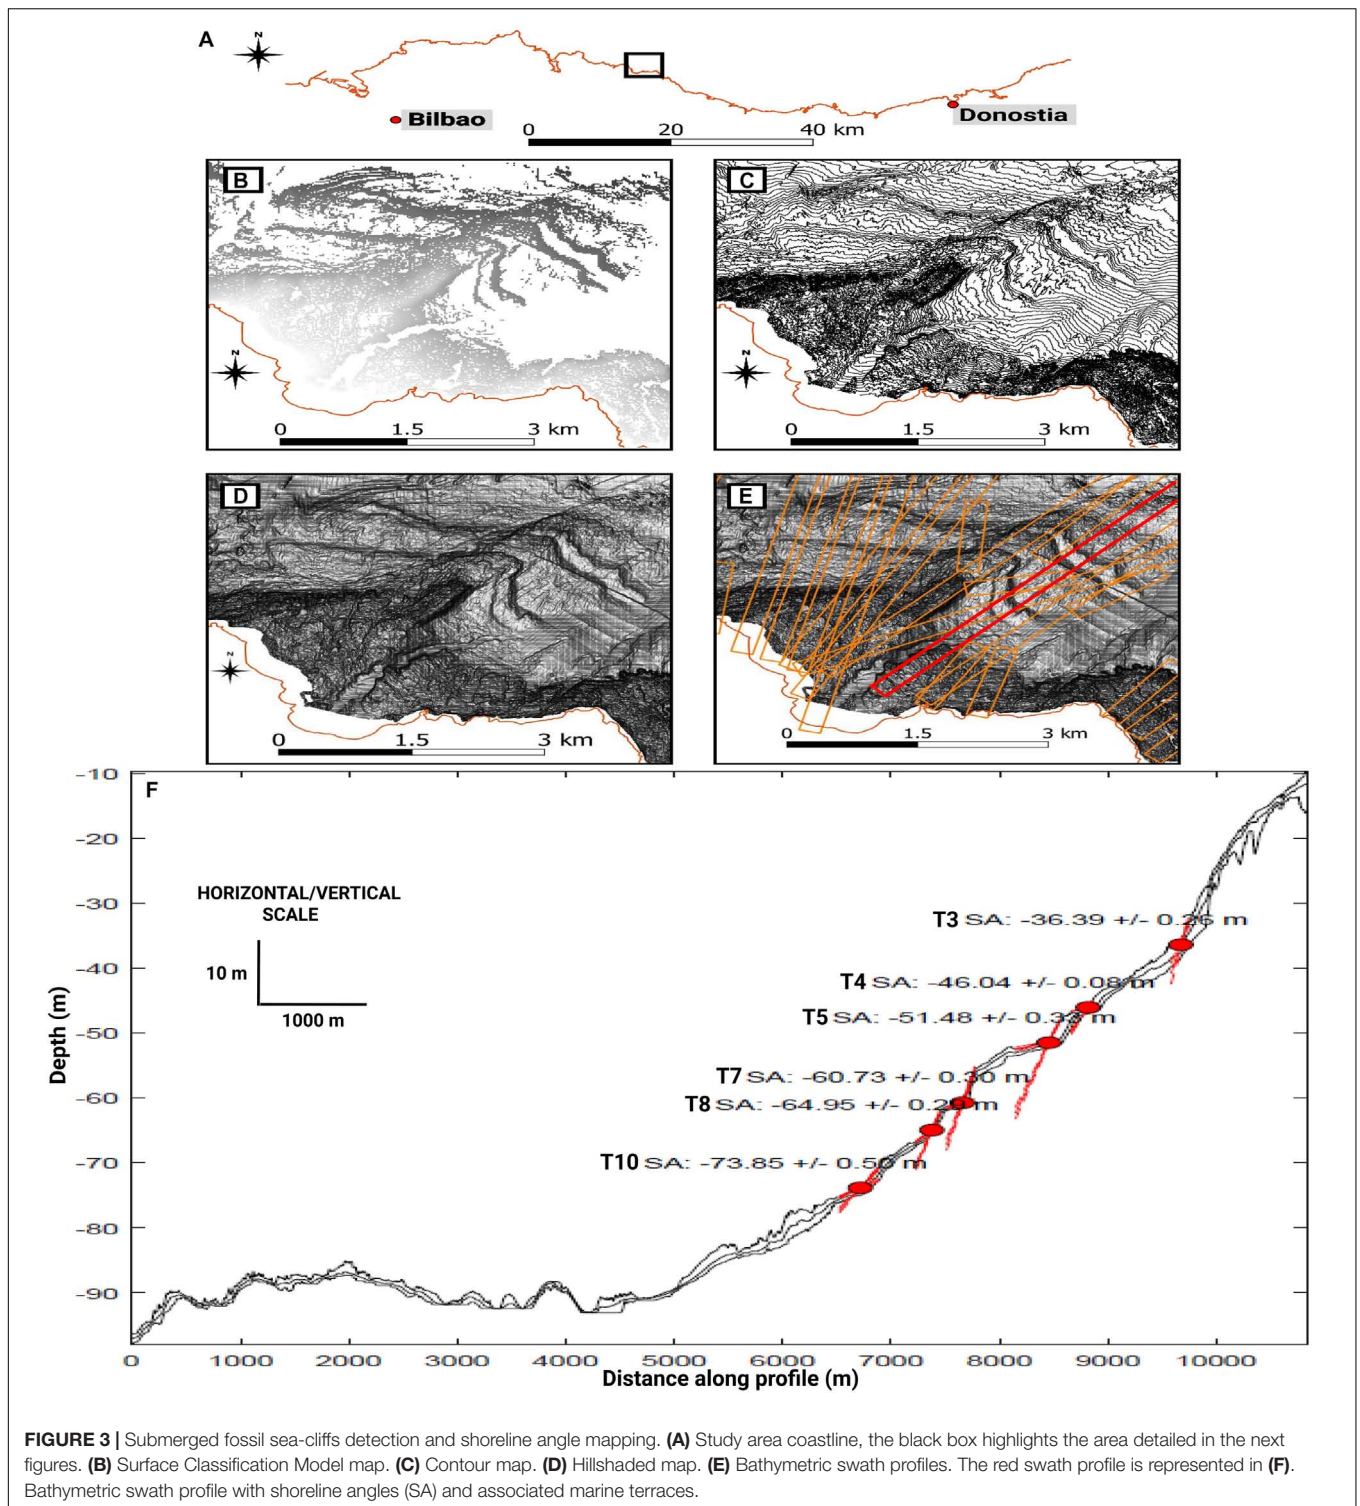 A
N
Bilbao
Donostia
0 20 40 km
B
N
0 1.5 3 km
C
N
0 1.5 3 km
D
N
0 1.5 3 km
E
0 1.5 3 km
F
-10
-20
-30
-40
-50
-60
-70
-80
-90
Depth (m)
HORIZONTAL/VERTICAL
SCALE
10 m
1000 m
T3 SA: -36.39 +/- 0.26 m
T4 SA: -46.04 +/- 0.08 m
T5 SA: -51.48 +/- 0.33 m
T7 SA: -60.73 +/- 0.30 m
T8 SA: -64.95 +/- 0.29 m
T10 SA: -73.85 +/- 0.50 m
0 1000 2000 3000 4000 5000 6000 7000 8000 9000 10000
Distance along profile (m)
FIGURE 3 | Submerged fossil sea-cliffs detection and shoreline angle mapping. (A) Study area coastline, the black box highlights the area detailed in the next
figures. (B) Surface Classification Model map. (C) Contour map. (D) Hillshaded map. (E) Bathymetric swath profiles. The red swath profile is represented in (F).
Bathymetric swath profile with shoreline angles (SA) and associated marine terraces.